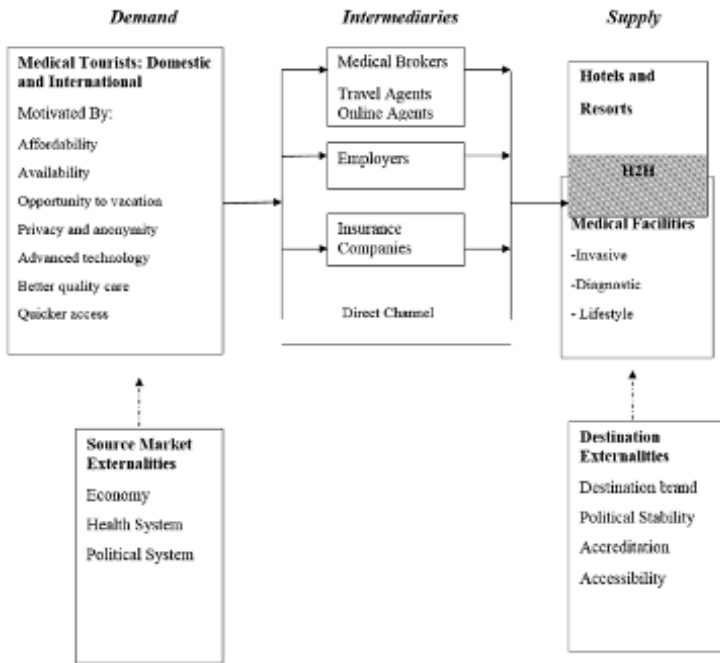 Demand
Intermediaries
Supply
Medical Tourists: Domestic
and International
Motivated By:
Affordability
Availability
Opportunity to vacation
Privacy and anonymity
Advanced technology
Better quality care
Quicker access
Medical Brokers
Travel Agents
Online Agents
Employers
Insurance
Companies
Direct Channel
Hotels and
Resorts
H2H
Medical Facilities
-Invasive
-Diagnostic
- Lifestyle
Source Market
Externalities
Economy
Health System
Political System
Destination
Externalities
Destination brand
Political Stability
Accreditation
Accessibility